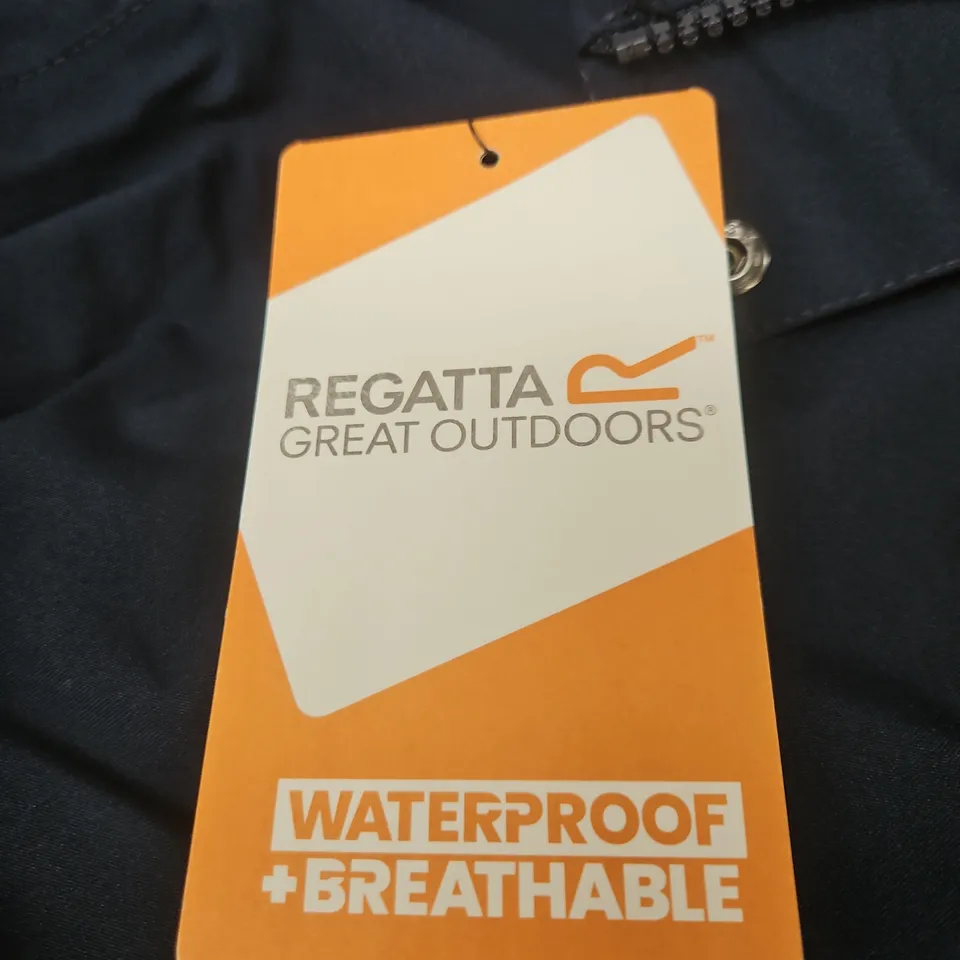 REGATTA
GREAT OUTDOORS®
WATERPROOF
+BREATHABLE